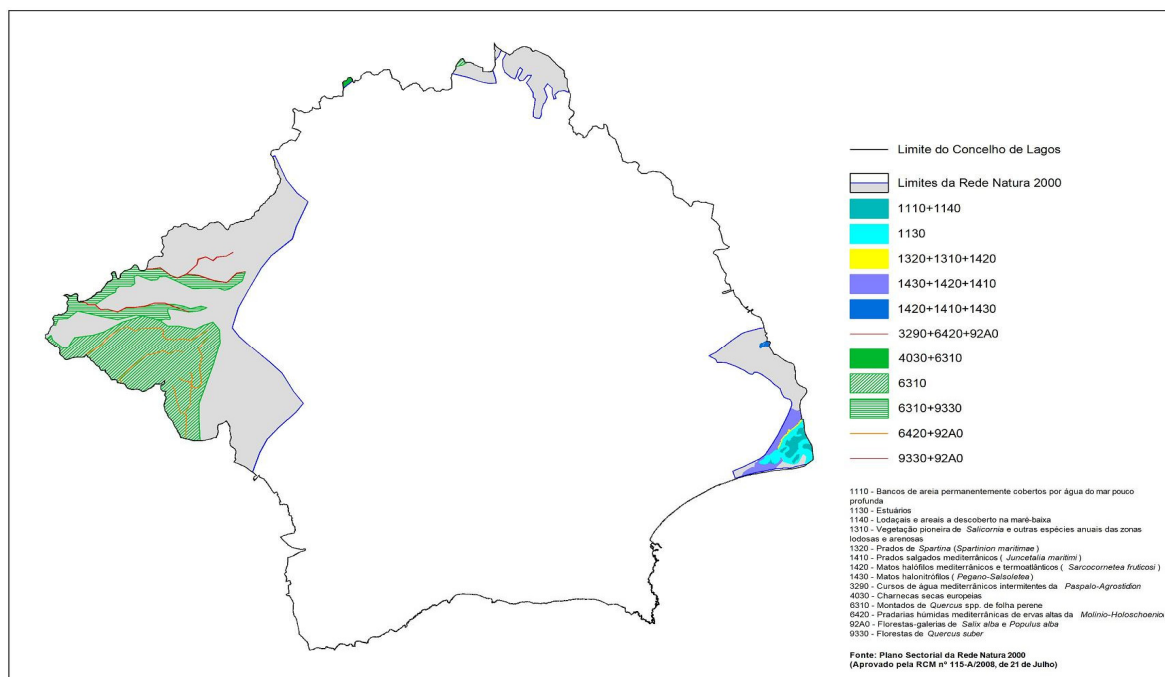 Limite do Concelho de Lagos
Limites da Rede Natura 2000
1110+1140
1130
1320+1310+1420
1430+1420+1410
1420+1410+1430
3290+6420+92A0
4030+6310
6310
6310+9330
6420+92A0
9330+92A0
1110 - Bancos de areia permanentemente cobertos por água do mar pouco
profunda
1130 - Estuários
1140 - Lodaçais e areais a descoberto na maré-baixa
1310 - Vegetação pioneira de Salicornia e outras espécies anuais das zonas
lodosas e arenosas
1320 - Prados de Spartina (Spartinion maritimae )
1410 - Prados salgados mediterrânicos ( Juncetalia maritimi )
1420 - Matos halófilos mediterrânicos e termoatlânticos ( Sarcocornetea fruticosi )
1430 - Matos halonitrófilos ( Pegano-Salsoletea )
3290 - Cursos de água mediterrânicos intermitentes da Paspalo-Agrostidion
4030 - Charnecas secas europeias
6310 - Montados de Quercus spp. de folha perene
6420 - Pradarias húmidas mediterrânicas de ervas altas da Molinio-Holoschoenion
92A0 - Florestas-galerias de Salix alba e Populus alba
9330 - Florestas de Quercus suber
Fonte: Plano Sectorial da Rede Natura 2000
(Aprovado pela RCM nº 115-A/2008, de 21 de Julho)